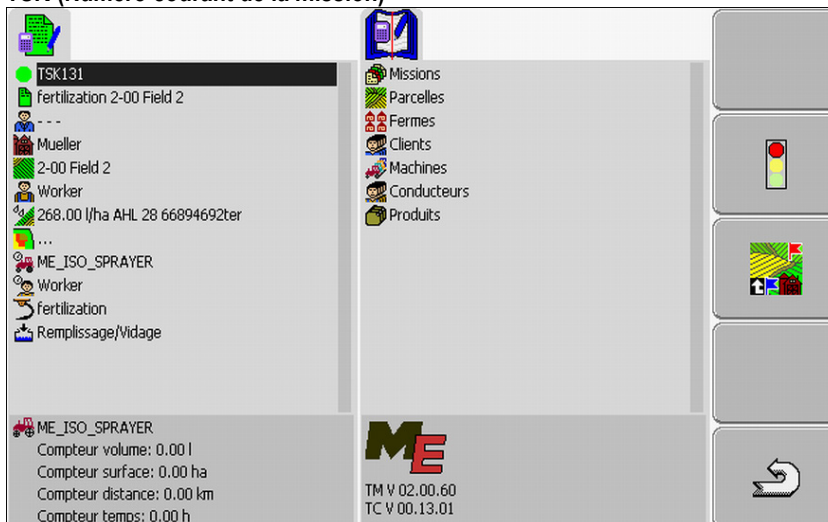 TSK (Numéro courant de la mission)
TSK131
fertilization 2-00 Field 2
- - -
Mueller
2-00 Field 2
Worker
268.00 l/ha AHL 28 66894692ter
...
ME_ISO_SPRAYER
Worker
fertilization
Remplissage/Vidage
ME_ISO_SPRAYER
Compteur volume: 0.00 l
Compteur surface: 0.00 ha
Compteur distance: 0.00 km
Compteur temps: 0.00 h
Missions
Parcelles
Fermes
Clients
Machines
Conducteurs
Produits
ME
TM V 02.00.60
TC V 00.13.01